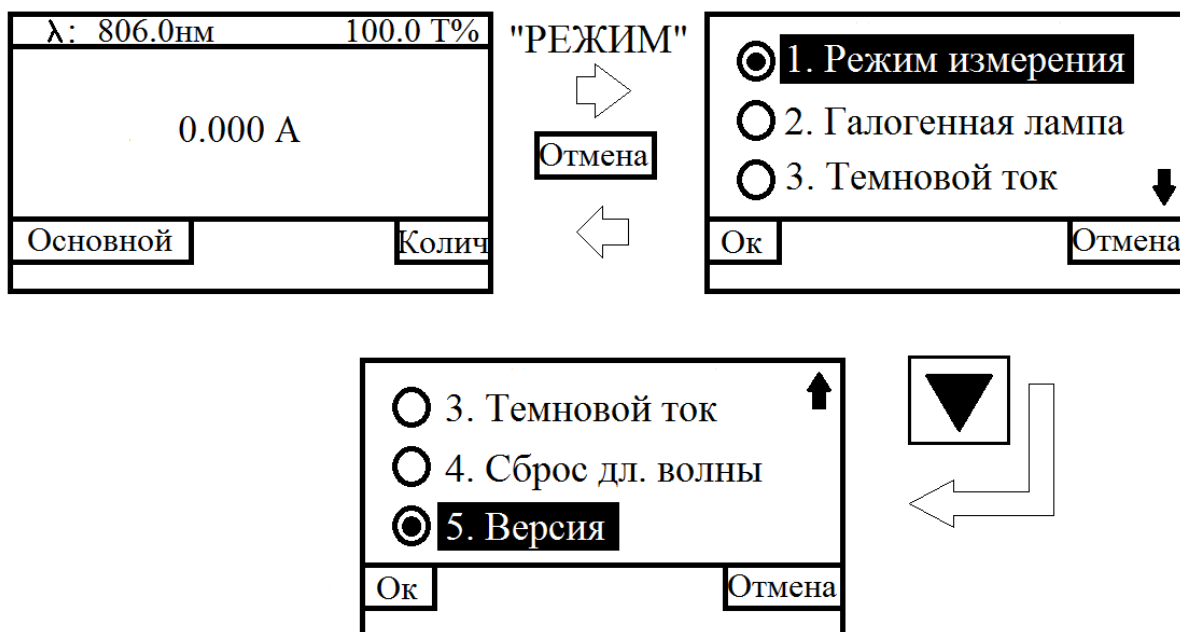 λ: 806.0нм 100.0 Т%
0.000 А
Основной Колич
"РЕЖИМ"
Отмена
1. Режим измерения
2. Галогенная лампа
3. Темновой ток
Ок Отмена
3. Темновой ток
4. Сброс дл. волны
5. Версия
Ок Отмена